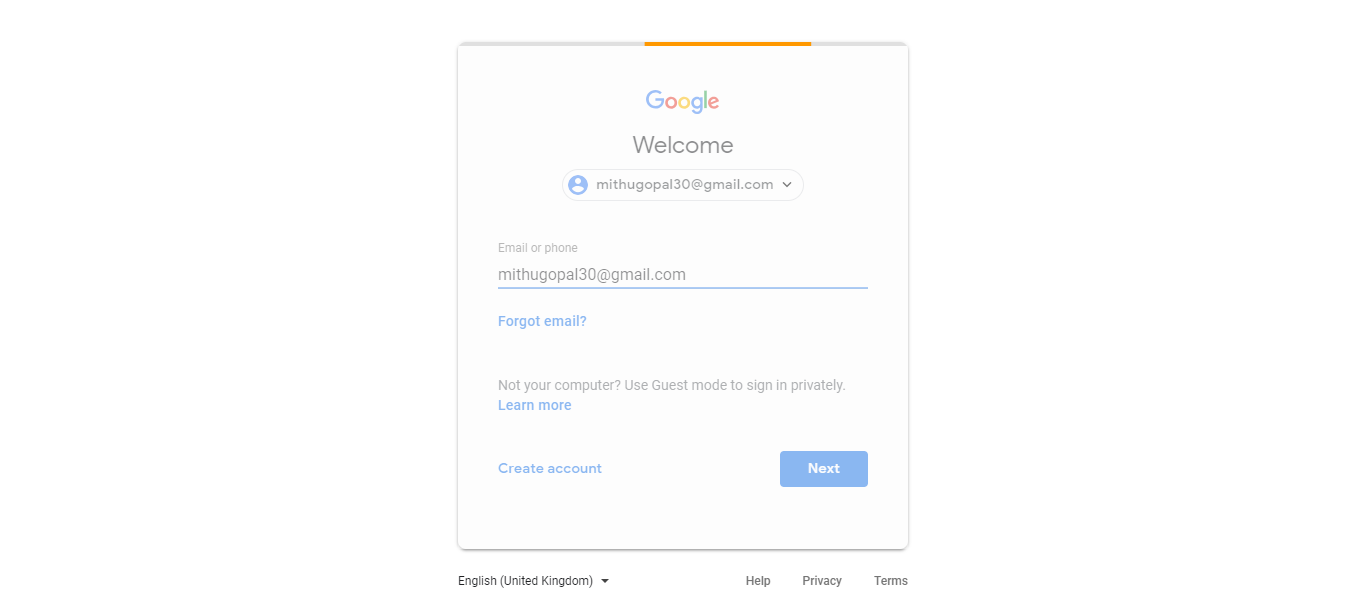 Google
Welcome
mithugopal30@gmail.com
Email or phone
mithugopal30@gmail.com
Forgot email?
Not your computer? Use Guest mode to sign in privately.
Learn more
Create account
Next
English (United Kingdom)
Help
Privacy
Terms